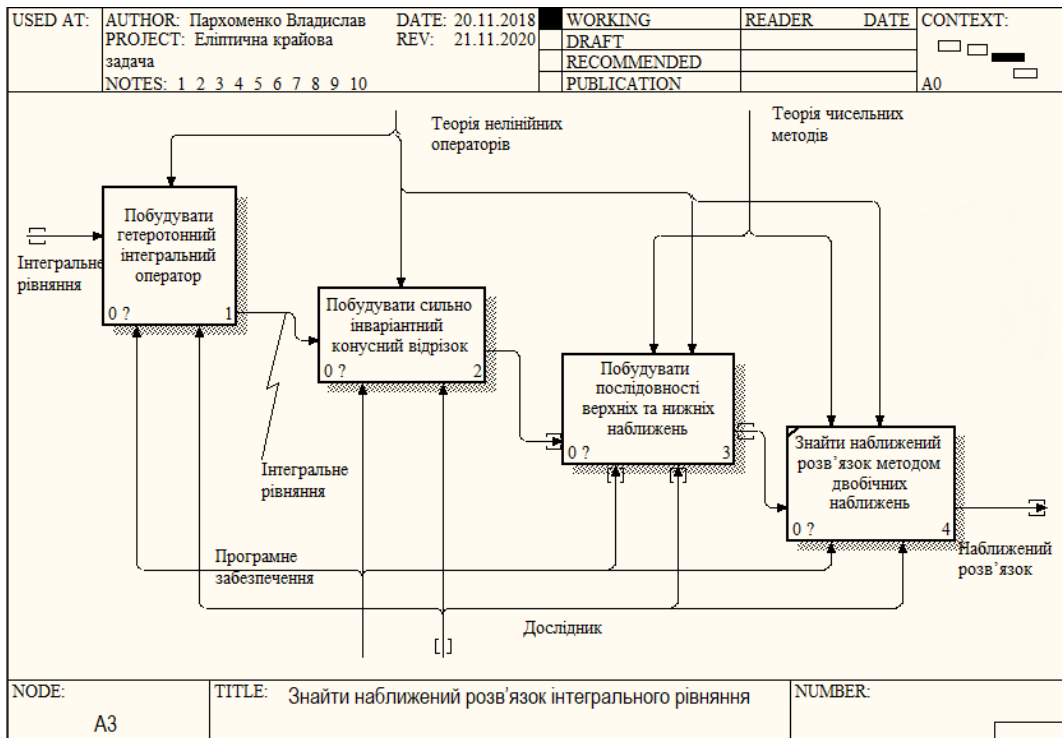 USED AT:
AUTHOR: Пархоменко Владислав
DATE: 20.11.2018
PROJECT: Еліптична крайова
задача
REV: 21.11.2020
NOTES: 1 2 3 4 5 6 7 8 9 10
WORKING
DRAFT
RECOMMENDED
PUBLICATION
READER
DATE
CONTEXT:
A0
Теорія нелінійних
операторів
Теорія чисельних
методів
Інтегральне
рівняння
Побудувати
гетеротонний
інтегральний
оператор
0 ?
1
Побудувати сильно
інваріантний
конусний відрізок
0 ?
2
Інтегральне
рівняння
Побудувати
послідовності
верхніх та нижніх
наближень
0 ?
3
Знайти наближений
розв’язок методом
двобічних
наближень
0 ?
4
Наближений
розв’язок
Програмне
забезпечення
Дослідник
NODE:
A3
TITLE:
Знайти наближений розв'язок інтегрального рівняння
NUMBER: